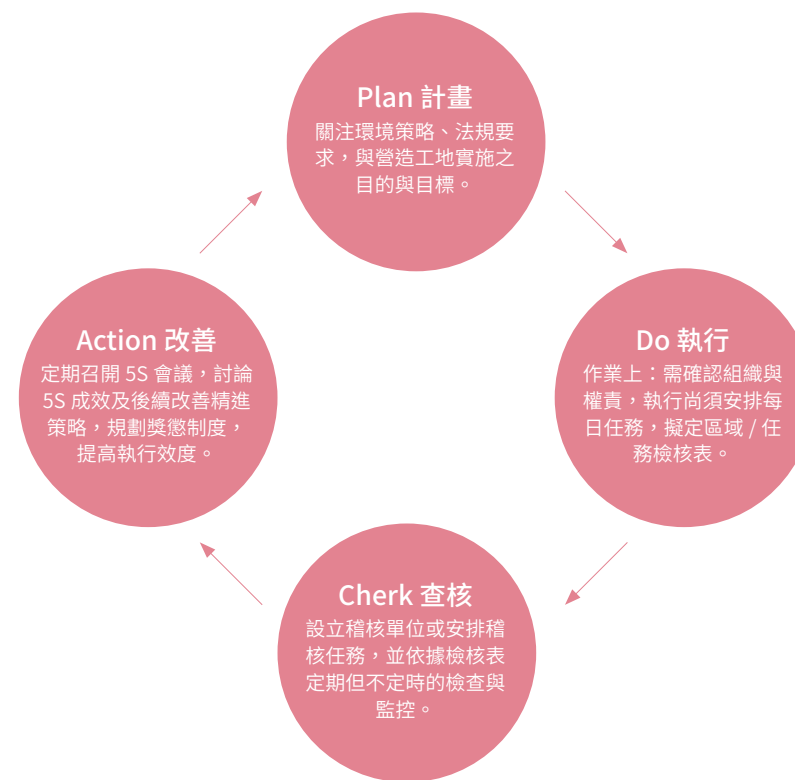 Plan 計畫
關注環境策略、法規要
求，與營造工地實施之
目的與目標。
Do 執行
作業上：需確認組織與
權責，執行尚須安排每
日任務，擬定區域 / 任
務檢核表。
Cherk 查核
設立稽核單位或安排稽
核任務，並依據檢核表
定期但不定時的檢查與
監控。
Action 改善
定期召開 5S 會議，討論
5S 成效及後續改善精進
策略，規劃獎懲制度，
提高執行效度。